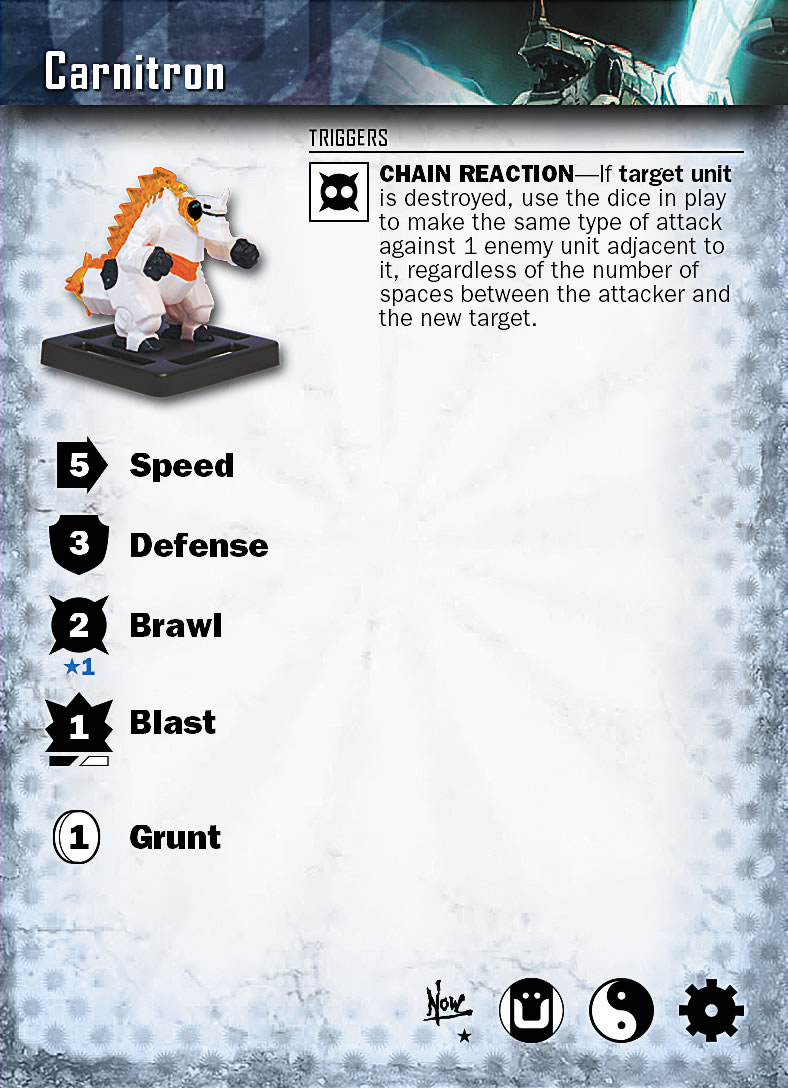 Carnitron
TRIGGERS
CHAIN REACTION—If target unit
is destroyed, use the dice in play
to make the same type of attack
against 1 enemy unit adjacent to
it, regardless of the number of
spaces between the attacker and
the new target.
5 Speed
3 Defense
2 Brawl
★1
1 Blast
1 Grunt
Now
★